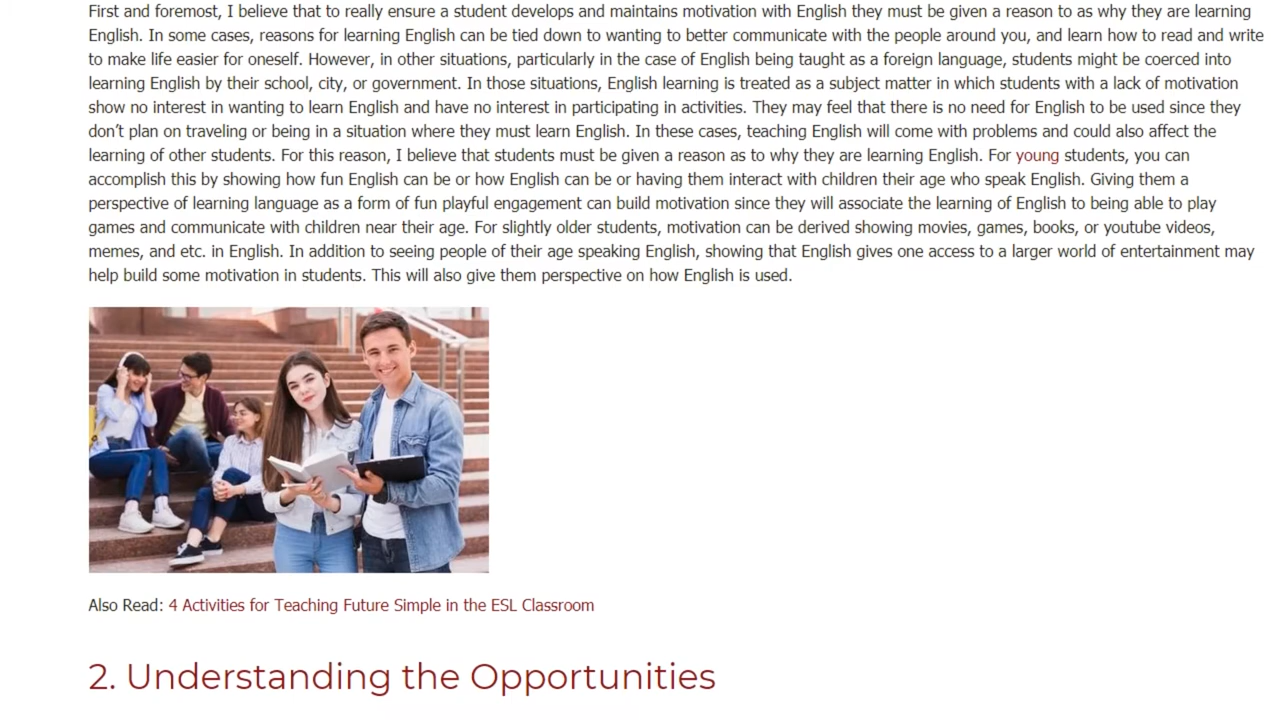 First and foremost, I believe that to really ensure a student develops and maintains motivation with English they must be given a reason to as why they are learning
English. In some cases, reasons for learning English can be tied down to wanting to better communicate with the people around you, and learn how to read and write
to make life easier for oneself. However, in other situations, particularly in the case of English being taught as a foreign language, students might be coerced into
learning English by their school, city, or government. In those situations, English learning is treated as a subject matter in which students with a lack of motivation
show no interest in wanting to learn English and have no interest in participating in activities. They may feel that there is no need for English to be used since they
don’t plan on traveling or being in a situation where they must learn English. In these cases, teaching English will come with problems and could also affect the
learning of other students. For this reason, I believe that students must be given a reason as to why they are learning English. For young students, you can
accomplish this by showing how fun English can be or how English can be or having them interact with children their age who speak English. Giving them a
perspective of learning language as a form of fun playful engagement can build motivation since they will associate the learning of English to being able to play
games and communicate with children near their age. For slightly older students, motivation can be derived showing movies, games, books, or youtube videos,
memes, and etc. in English. In addition to seeing people of their age speaking English, showing that English gives one access to a larger world of entertainment may
help build some motivation in students. This will also give them perspective on how English is used.
Also Read: 4 Activities for Teaching Future Simple in the ESL Classroom
2. Understanding the Opportunities